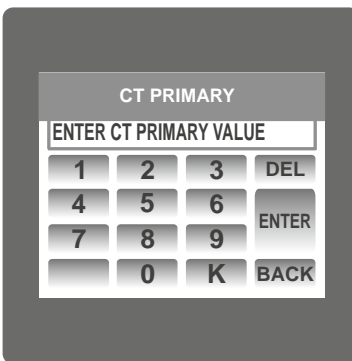 CT PRIMARY
ENTER CT PRIMARY VALUE
1 2 3 DEL
4 5 6 ENTER
7 8 9
0 K BACK